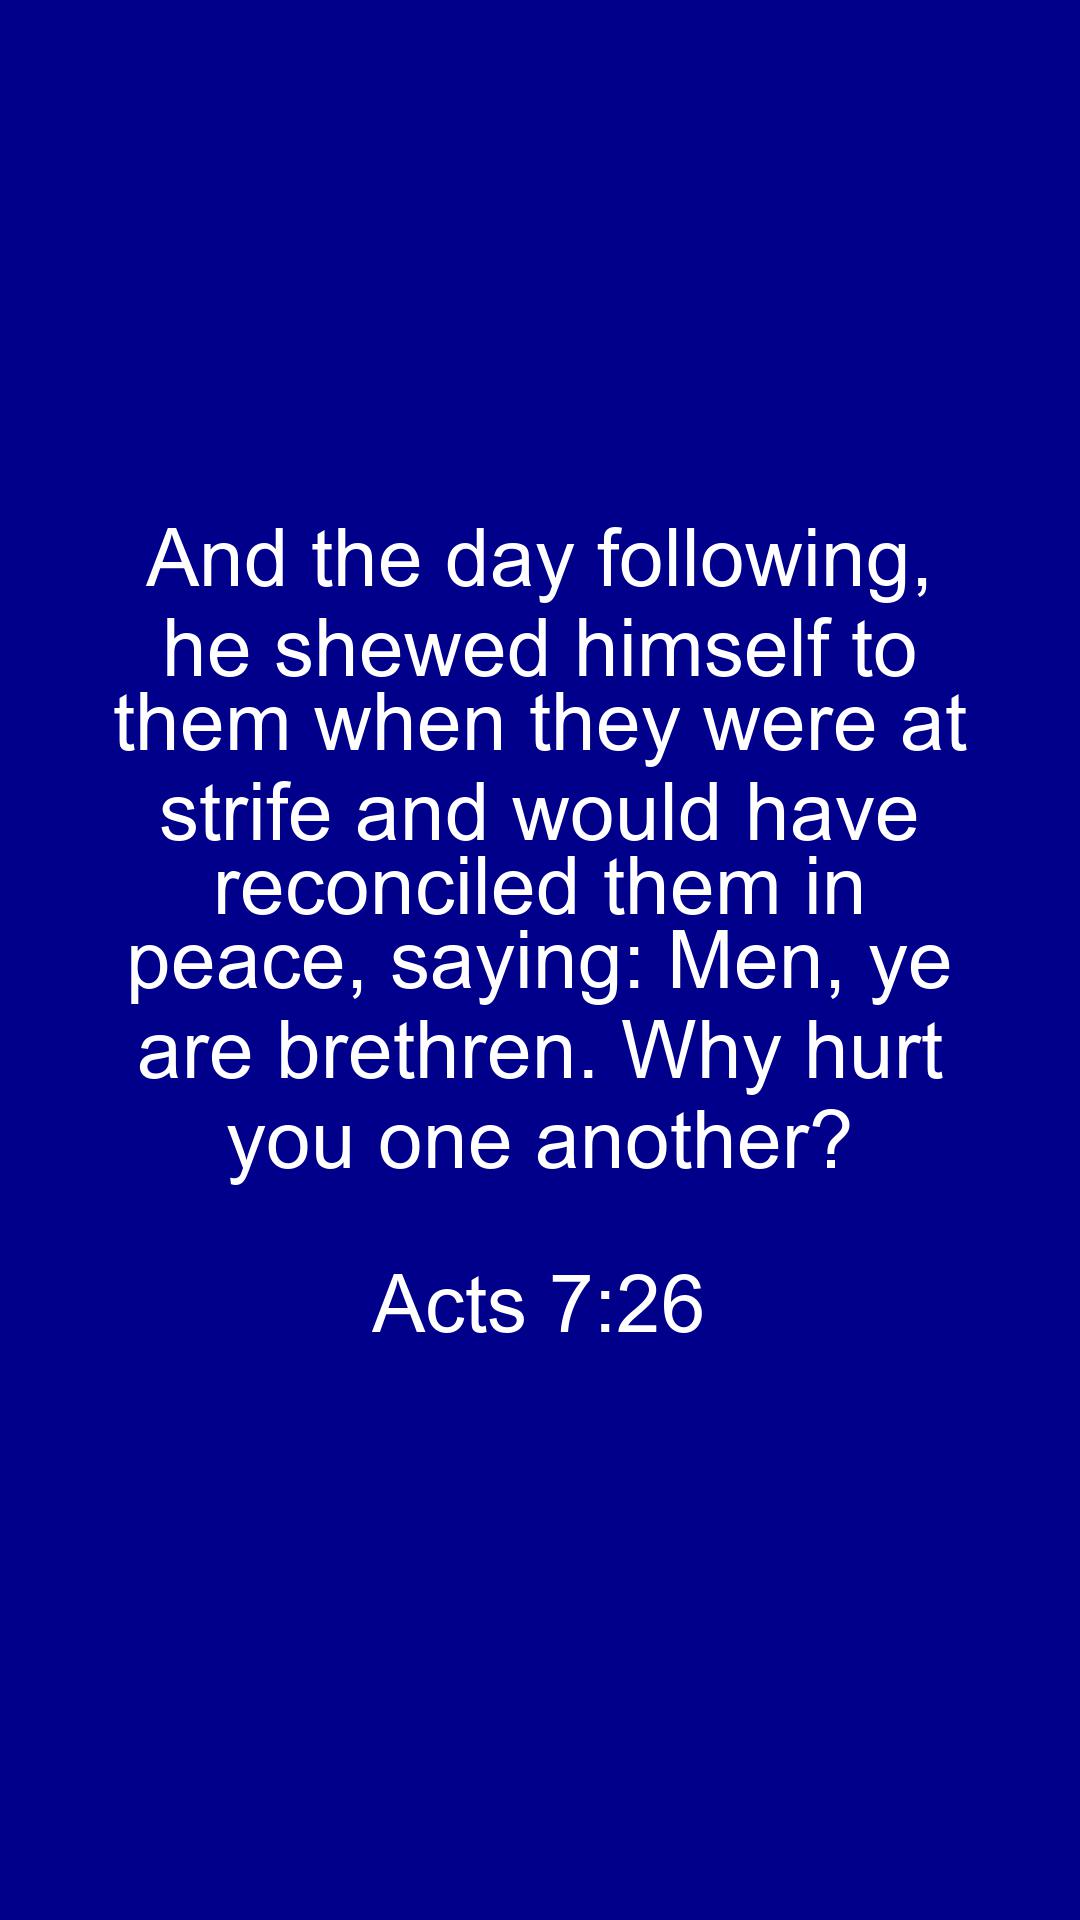 And the day following,
he shewed himself to
them when they were at
strife and would have
reconciled them in
peace, saying: Men, ye
are brethren. Why hurt
you one another?
Acts 7:26